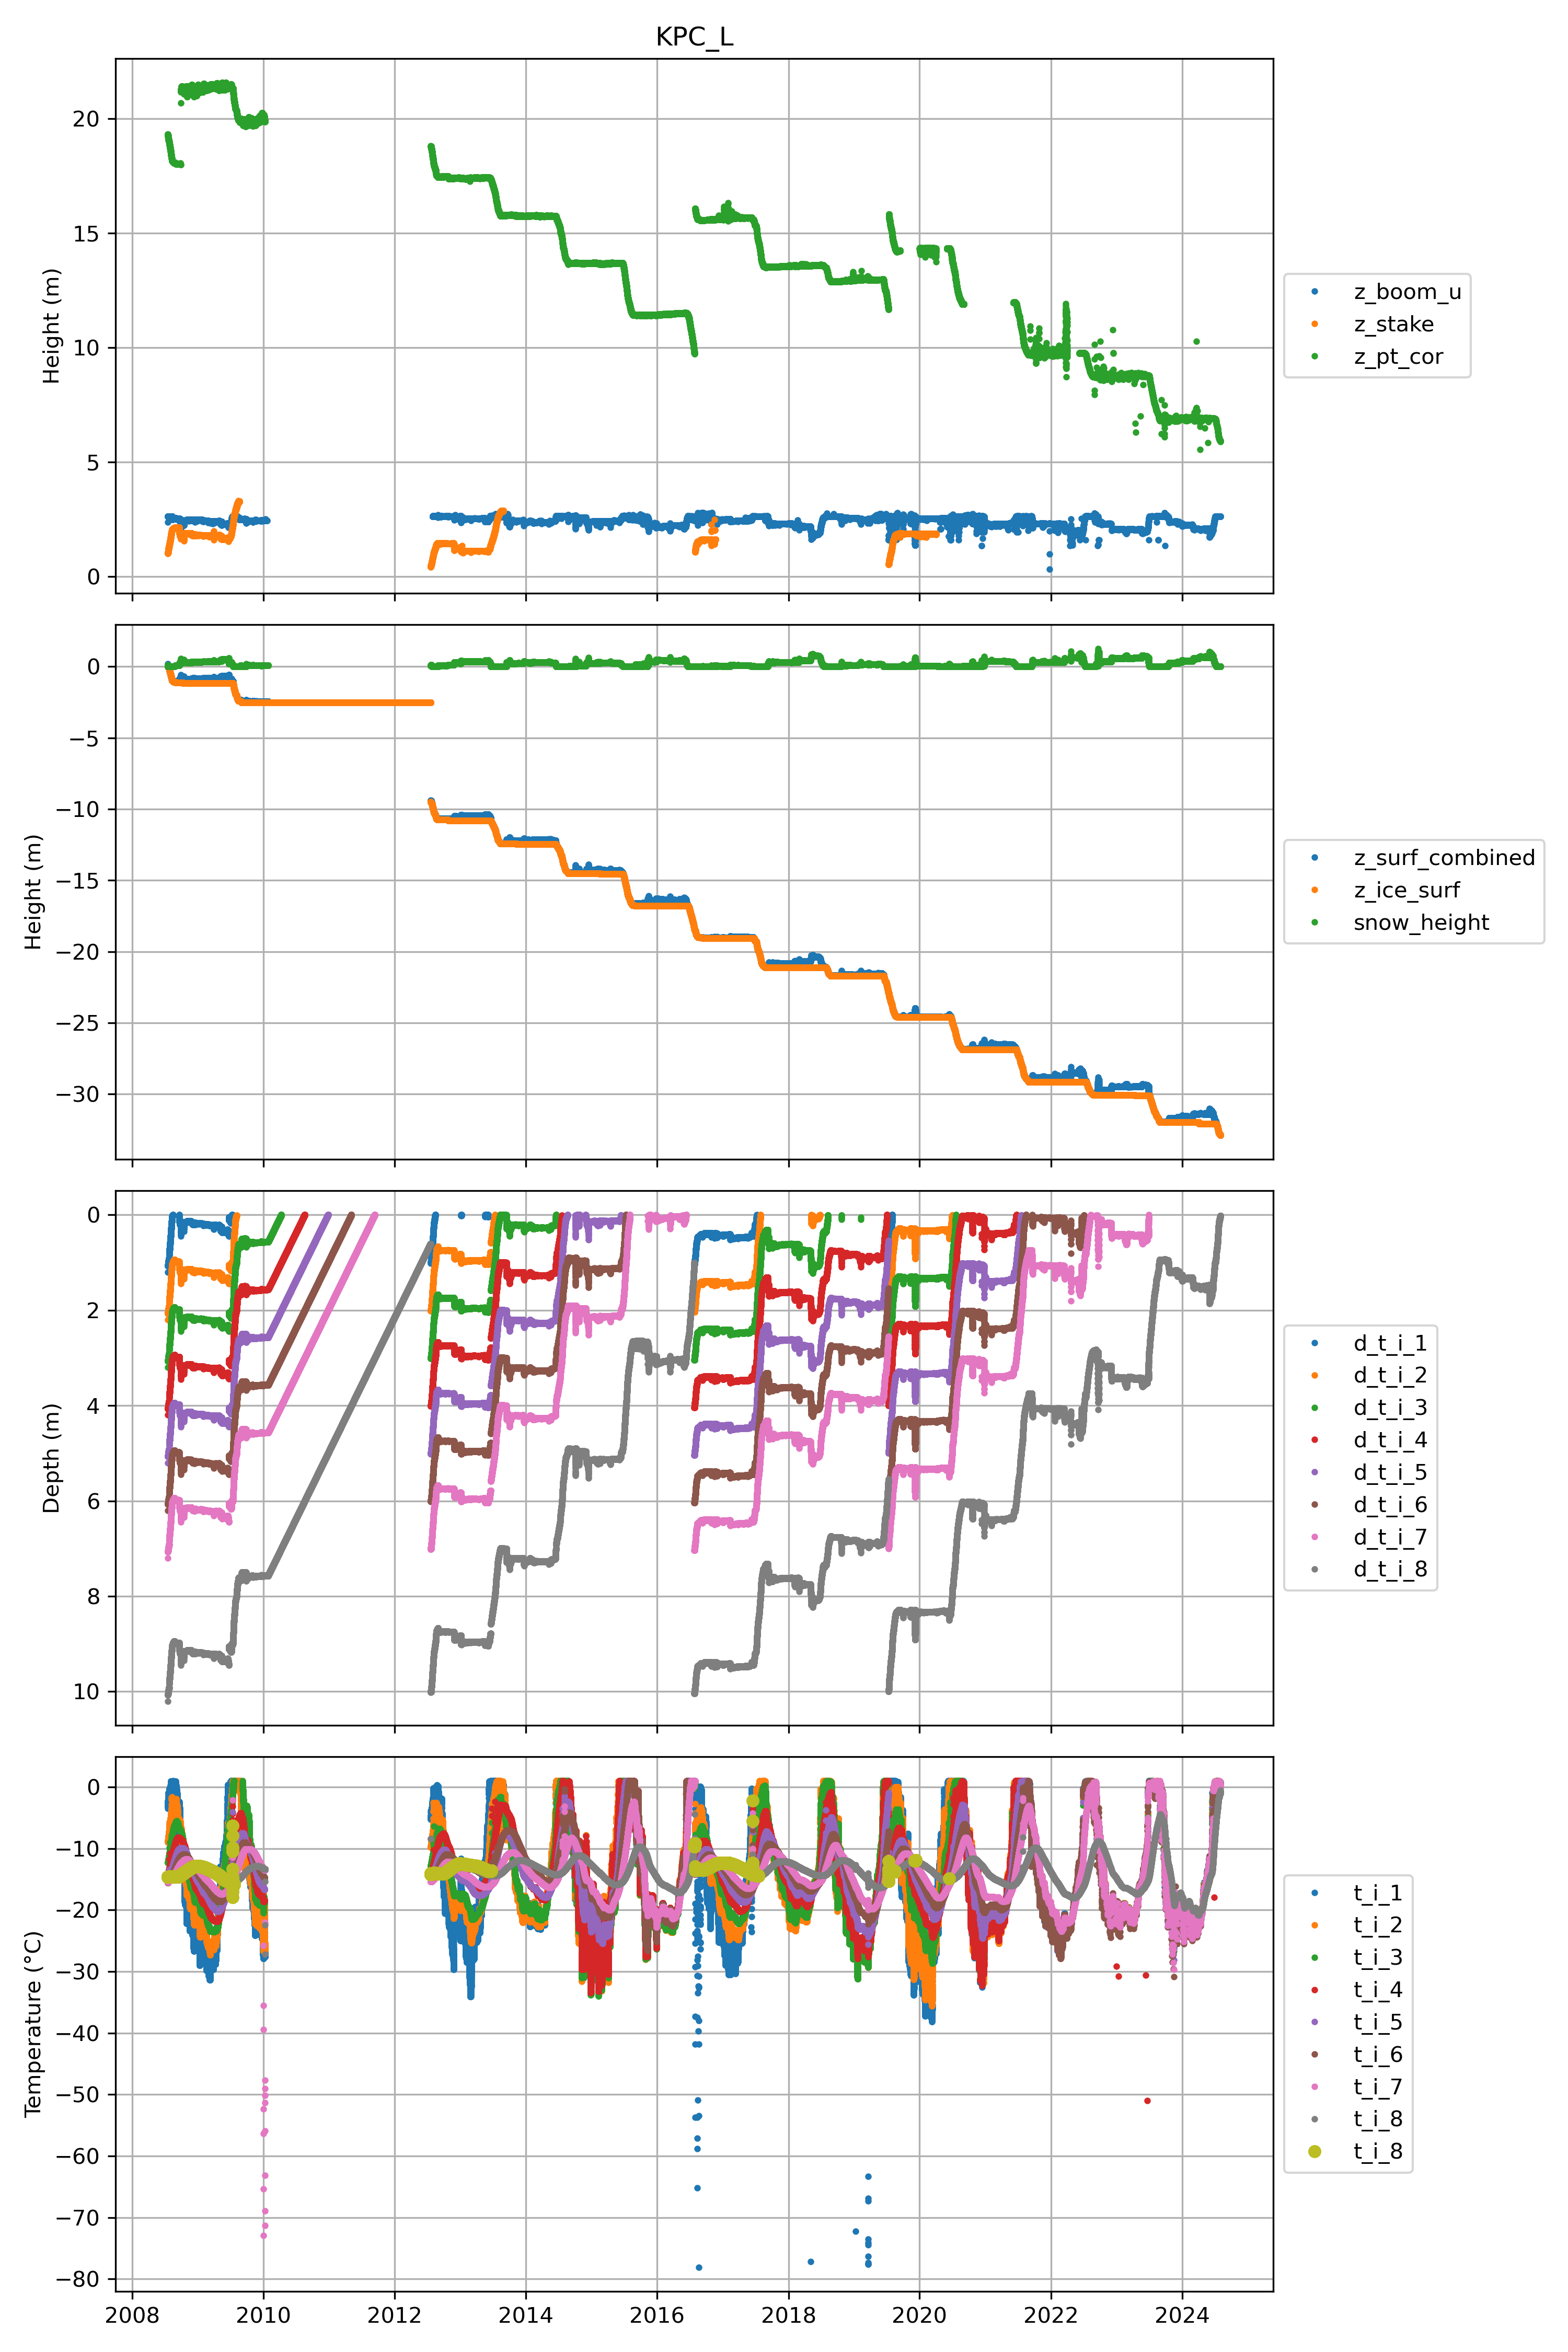 KPC_L
20
15
10
5
0
Height (m)
z_boom_u
z_stake
z_pt_cor
0
−5
−10
−15
−20
−25
−30
Height (m)
z_surf_combined
z_ice_surf
snow_height
0
2
4
6
8
10
Depth (m)
d_t_i_1
d_t_i_2
d_t_i_3
d_t_i_4
d_t_i_5
d_t_i_6
d_t_i_7
d_t_i_8
0
−10
−20
−30
−40
−50
−60
−70
−80
Temperature (°C)
t_i_1
t_i_2
t_i_3
t_i_4
t_i_5
t_i_6
t_i_7
t_i_8
t_i_8
2008 2010 2012 2014 2016 2018 2020 2022 2024